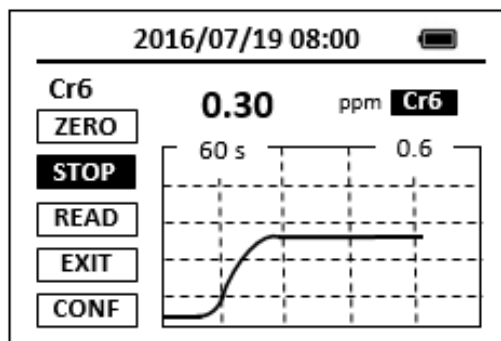 2016/07/19 08:00
Cr6
0.30 ppm Cr6
ZERO
60 s 0.6
STOP
READ
EXIT
CONF